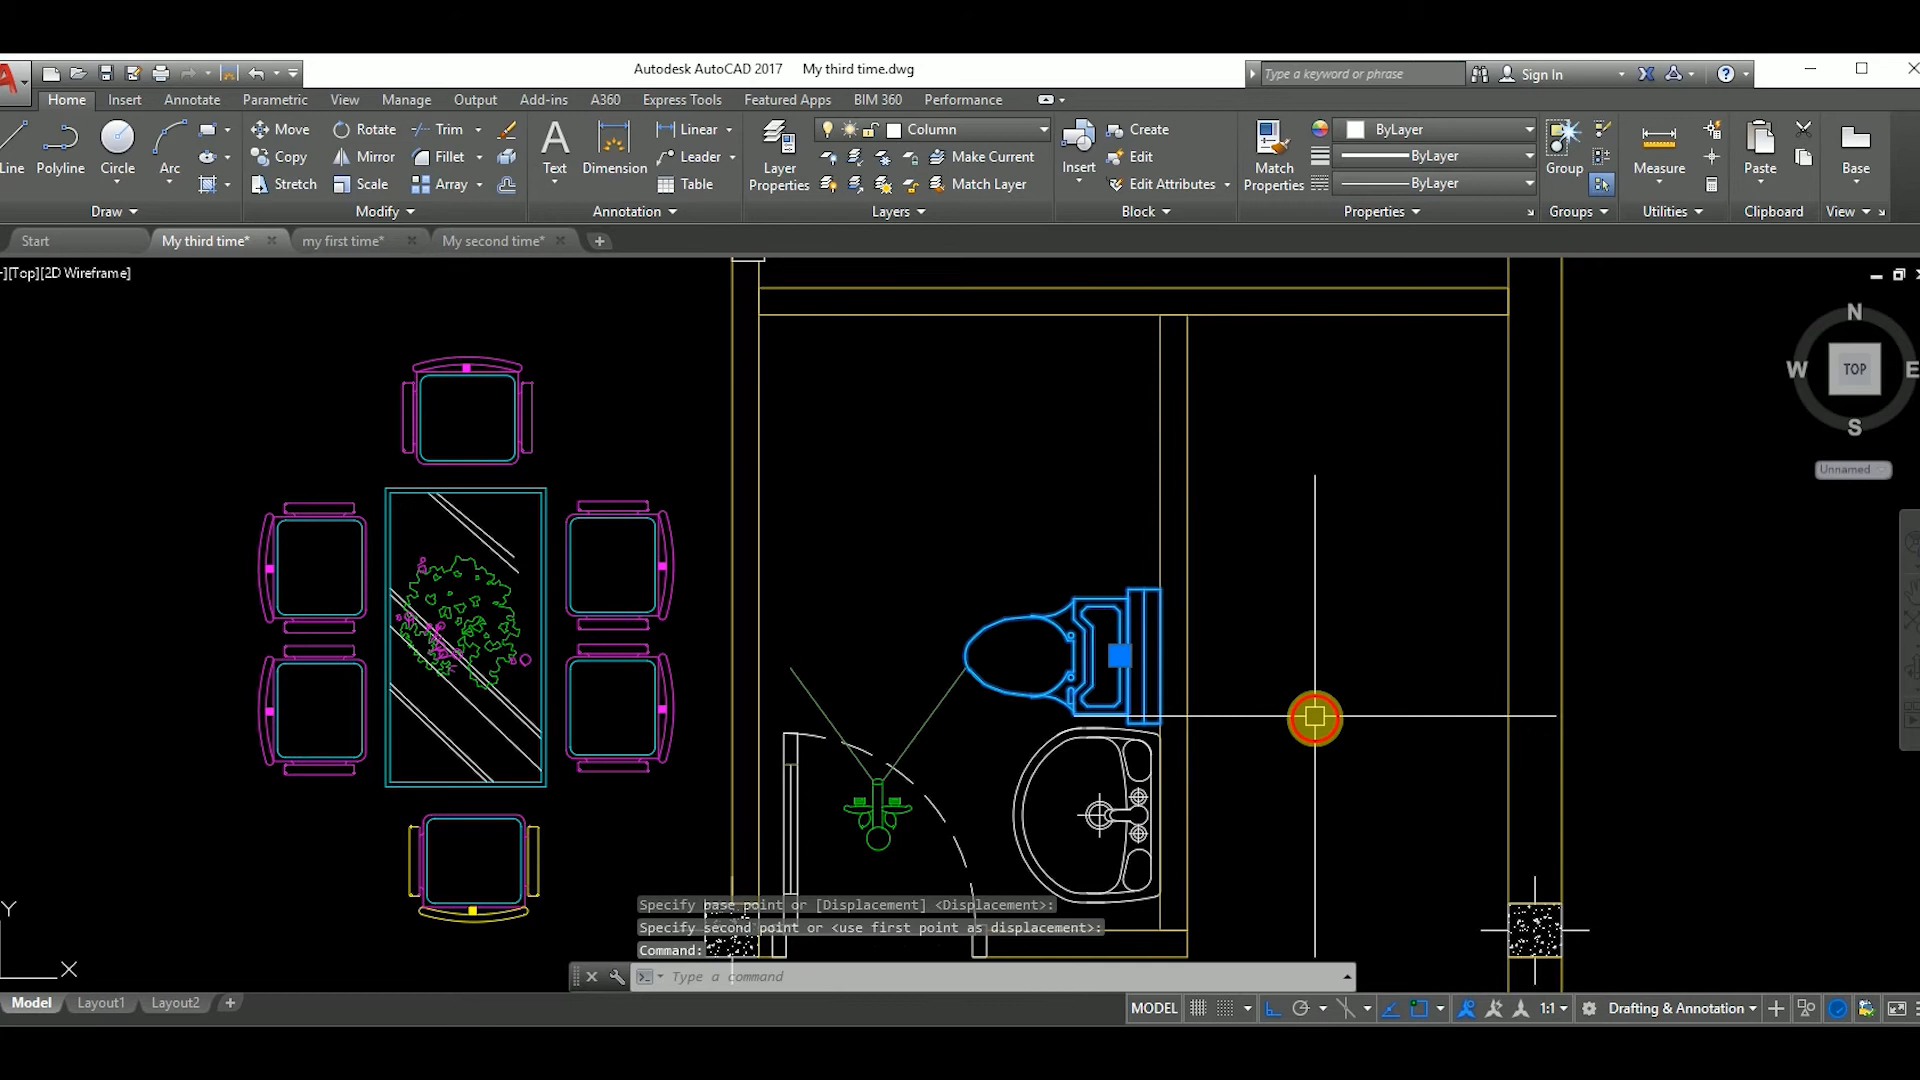 Autodesk AutoCAD 2017 My third time.dwg
Type a keyword or phrase
Sign In
Home Insert Annotate Parametric View Manage Output Add-ins A360 Express Tools Featured Apps BIM 360 Performance
Move Rotate Trim Linear Column Create ByLayer
Line Polyline Circle Arc Copy Mirror Fillet Text Dimension Leader Layer Properties Make Current Insert Edit Match Properties ByLayer Group Measure Paste Base
Stretch Scale Array Table Match Layer Edit Attributes ByLayer
Draw Modify Annotation Layers Block Properties Groups Utilities Clipboard View
Start My third time* my first time* My second time*
-][Top][2D Wireframe]
N
W TOP E
S
Unnamed
Y
X
Specify base point or [Displacement] <Displacement>:
Specify second point or <use first point as displacement>:
Command:
Type a command
Model Layout1 Layout2
MODEL 1:1 Drafting & Annotation